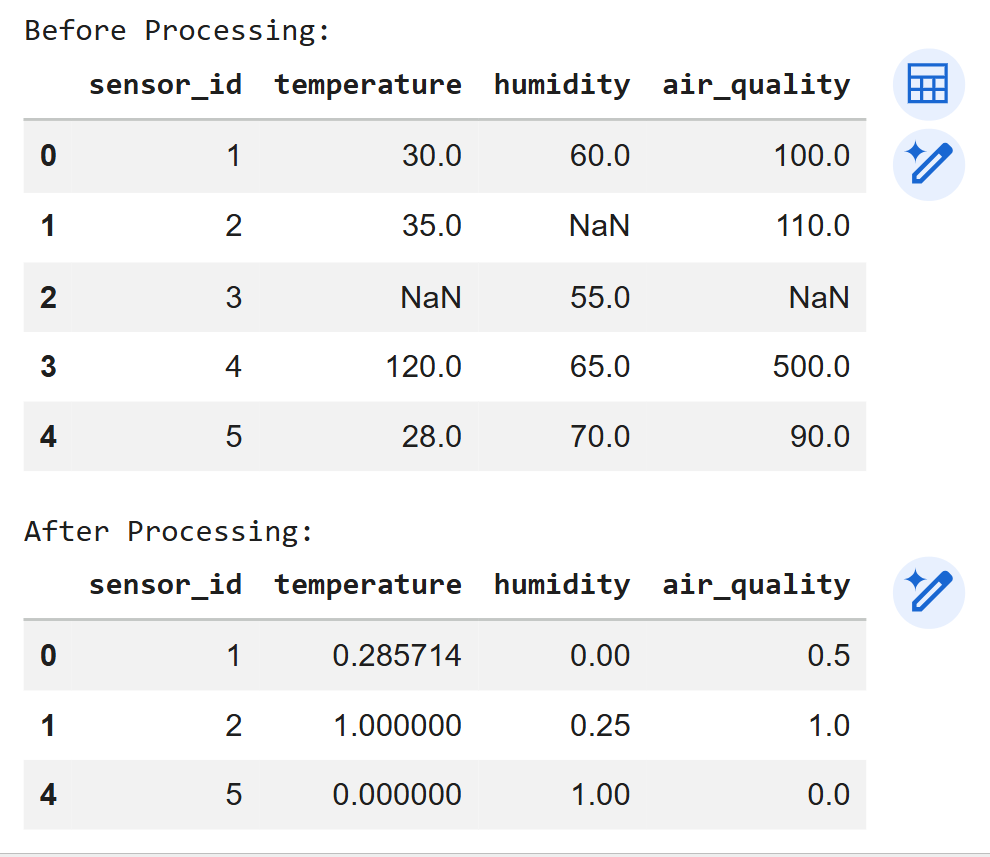 Before Processing:
sensor_id temperature humidity air_quality
0 1 30.0 60.0 100.0
1 2 35.0 NaN 110.0
2 3 NaN 55.0 NaN
3 4 120.0 65.0 500.0
4 5 28.0 70.0 90.0
After Processing:
sensor_id temperature humidity air_quality
0 1 0.285714 0.00 0.5
1 2 1.000000 0.25 1.0
4 5 0.000000 1.00 0.0